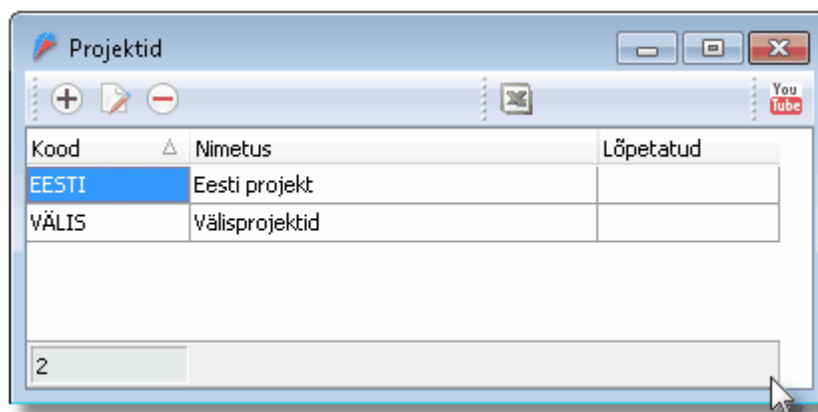 Projektid
You
Tube
Kood Nimetus Lõpetatud
EESTI Eesti projekt
VÄLIS Välisprojektid
2